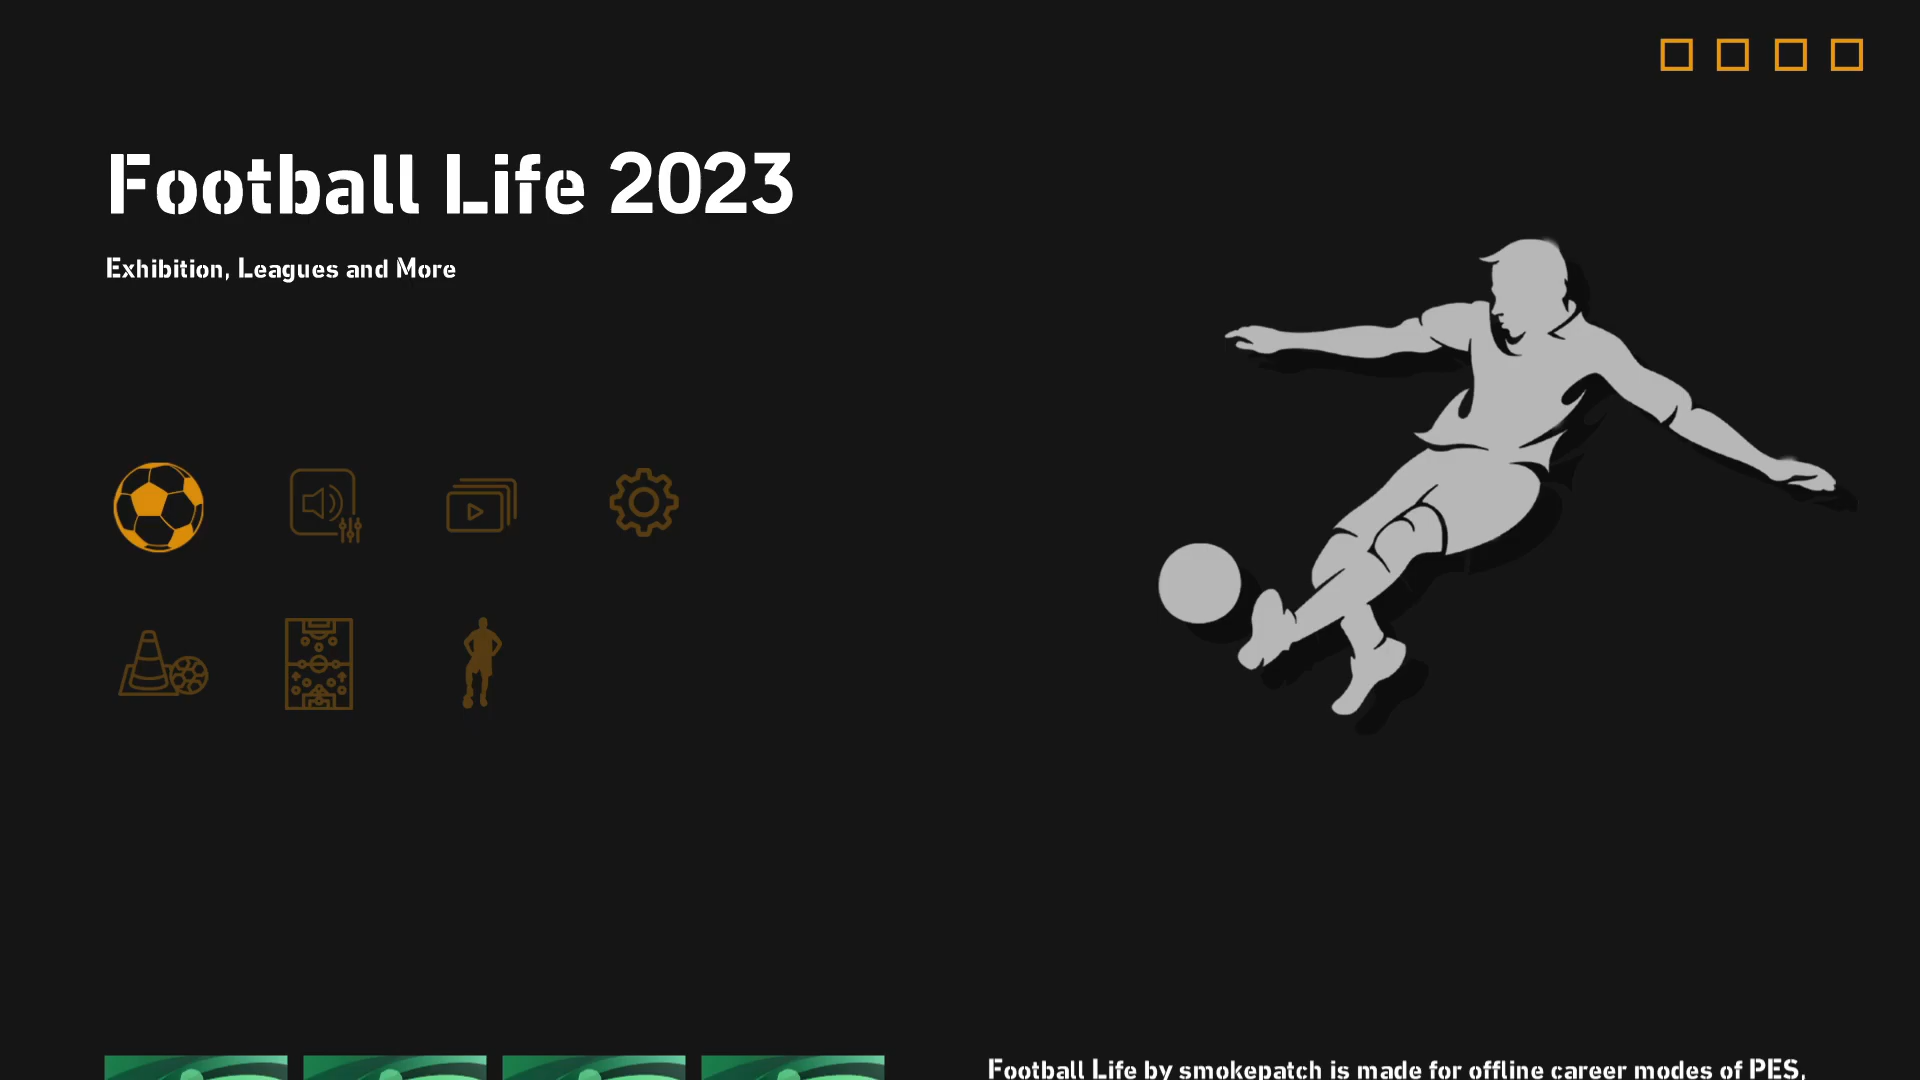 Football Life 2023
Exhibition, Leagues and More
Football Life by smokepatch is made for offline career modes of PES,